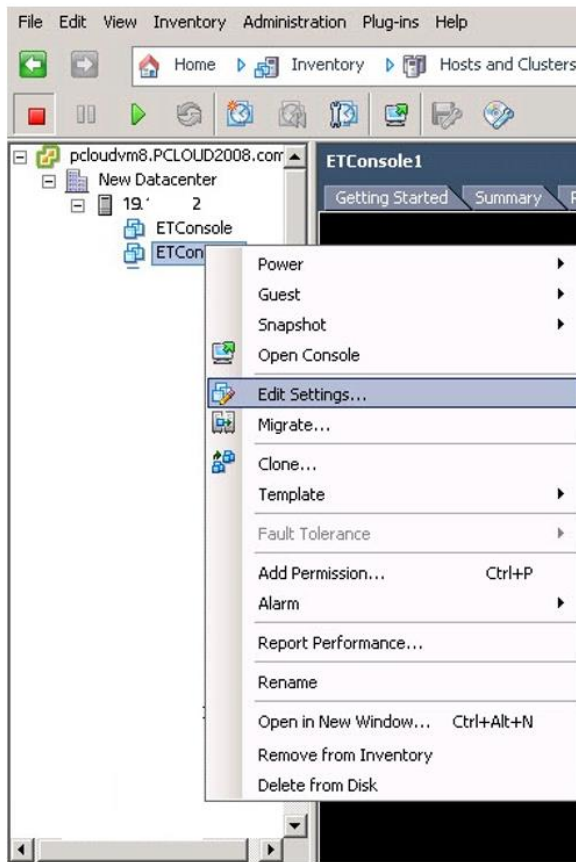 File Edit View Inventory Administration Plug-ins Help
Home Inventory Hosts and Clusters
pcloudvm8.PCLOUD2008.com
ETConsole1
New Datacenter
Getting Started Summary
19. 2
ETConsole
ETCon
Power
Guest
Snapshot
Open Console
Edit Settings...
Migrate...
Clone...
Template
Fault Tolerance
Add Permission... Ctrl+P
Alarm
Report Performance...
Rename
Open in New Window... Ctrl+Alt+N
Remove from Inventory
Delete from Disk